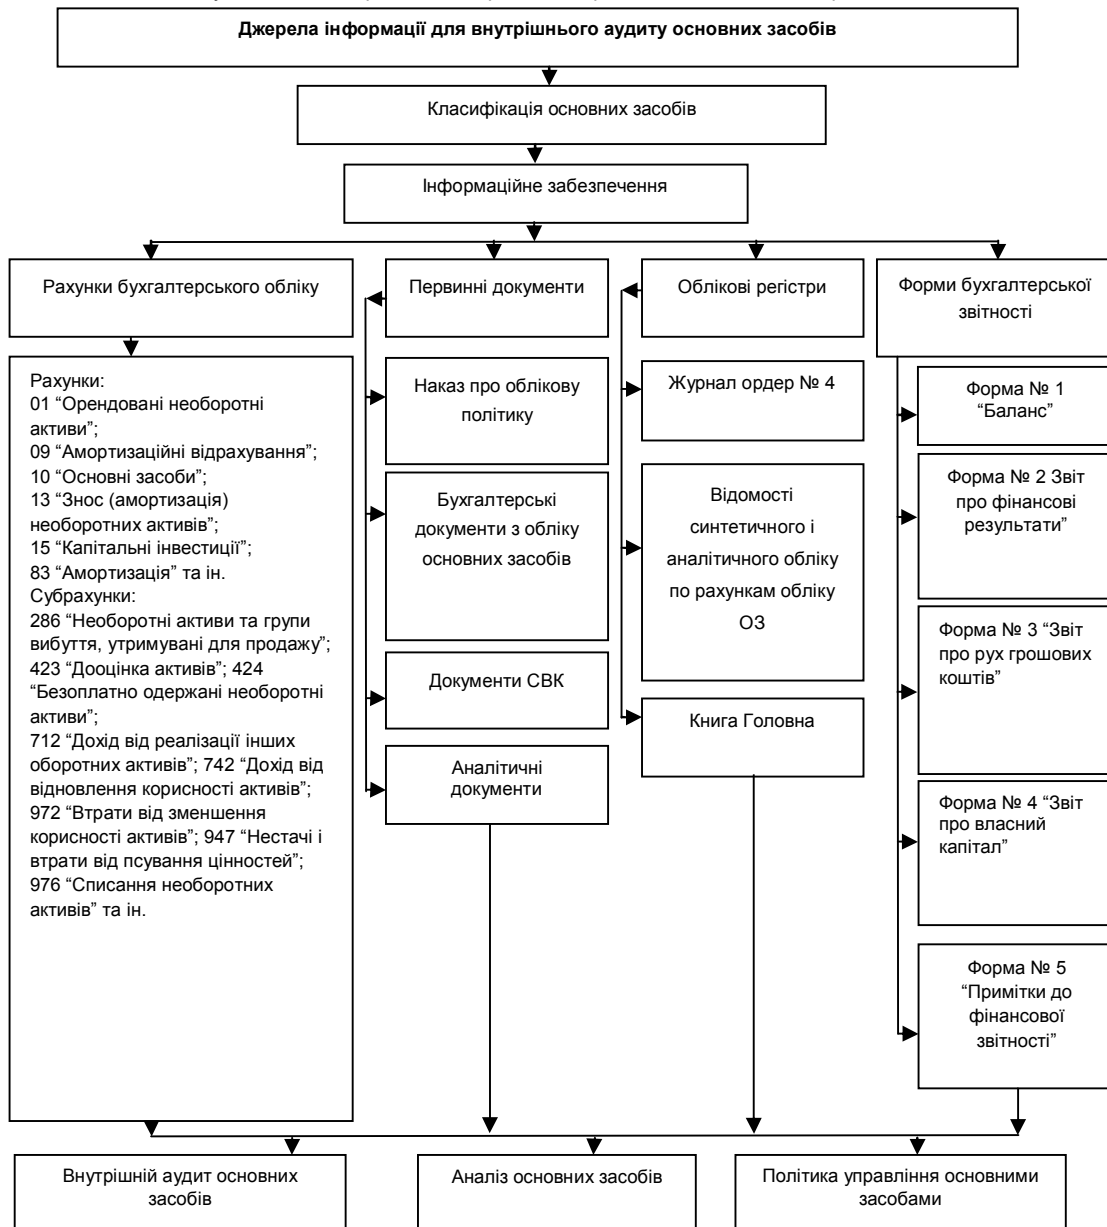 Джерела інформації для внутрішнього аудиту основних засобів
Класифікація основних засобів
Інформаційне забезпечення
Рахунки бухгалтерського обліку
Первинні документи
Облікові регістри
Форми бухгалтерської
звітності
Рахунки:
01 “Орендовані необоротні
активи”;
09 “Амортизаційні відрахування”;
10 “Основні засоби”;
13 “Знос (амортизація)
необоротних активів”;
15 “Капітальні інвестиції”;
83 “Амортизація” та ін.
Субрахунки:
286 “Необоротні активи та групи
вибуття, утримувані для продажу”;
423 “Дооцінка активів”; 424
“Безоплатно одержані необоротні
активи”;
712 “Дохід від реалізації інших
оборотних активів”; 742 “Дохід від
відновлення корисності активів”;
972 “Втрати від зменшення
корисності активів”; 947 “Нестачі і
втрати від псування цінностей”;
976 “Списання необоротних
активів” та ін.
Наказ про облікову
політику
Бухгалтерські
документи з обліку
основних засобів
Документи СВК
Аналітичні
документи
Журнал ордер № 4
Відомості
синтетичного і
аналітичного обліку
по рахункам обліку
ОЗ
Книга Головна
Форма № 1
“Баланс”
Форма № 2 Звіт
про фінансові
результати”
Форма № 3 “Звіт
про рух грошових
коштів”
Форма № 4 “Звіт
про власний
капітал”
Форма № 5
“Примітки до
фінансової
звітності”
Внутрішній аудит основних
засобів
Аналіз основних засобів
Політика управління основними
засобами